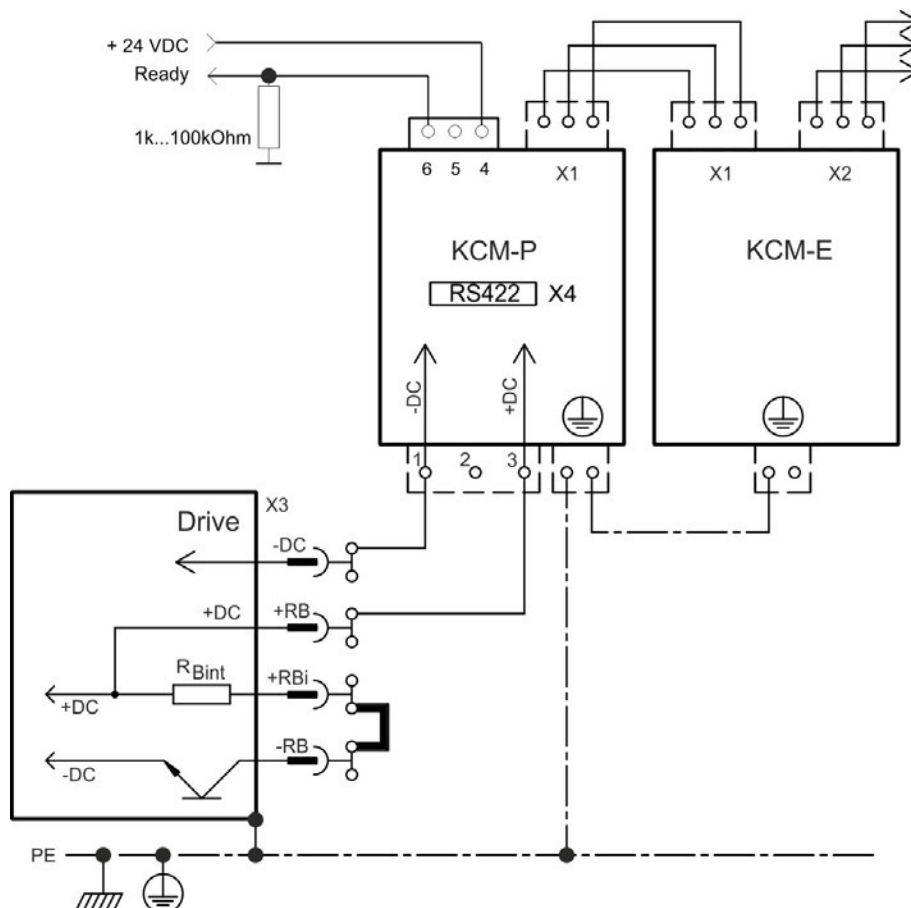 + 24 VDC
Ready
1k...100kOhm
6 5 4
X1
X1
X2
KCM-P
KCM-E
RS422 X4
-DC
+DC
1 2 3
X3
Drive
-DC
+DC
+RB
RBint
+RBi
+DC
-RB
-DC
PE